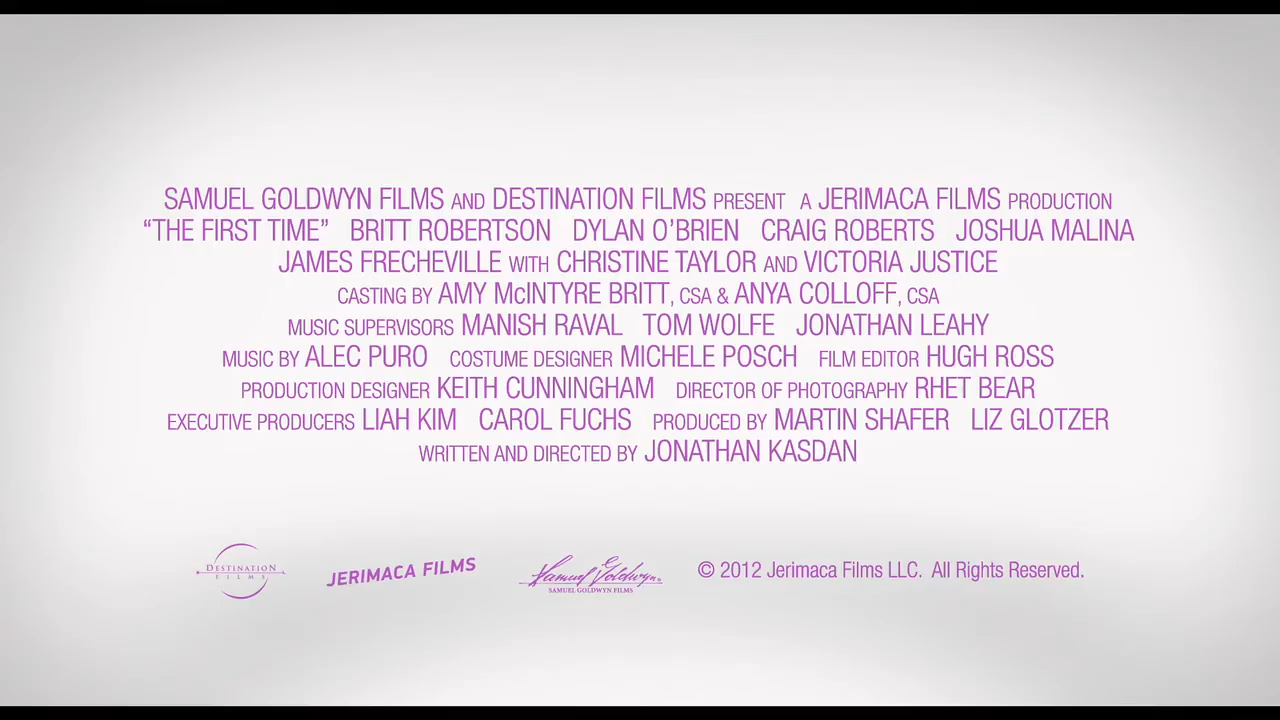 SAMUEL GOLDWYN FILMS AND DESTINATION FILMS PRESENT A JERIMACA FILMS PRODUCTION
“THE FIRST TIME” BRITT ROBERTSON DYLAN O’BRIEN CRAIG ROBERTS JOSHUA MALINA
JAMES FRECHEVILLE WITH CHRISTINE TAYLOR AND VICTORIA JUSTICE
CASTING BY AMY McINTYRE BRITT, CSA & ANYA COLLOFF, CSA
MUSIC SUPERVISORS MANISH RAVAL TOM WOLFE JONATHAN LEAHY
MUSIC BY ALEC PURO COSTUME DESIGNER MICHELE POSCH FILM EDITOR HUGH ROSS
PRODUCTION DESIGNER KEITH CUNNINGHAM DIRECTOR OF PHOTOGRAPHY RHET BEAR
EXECUTIVE PRODUCERS LIAH KIM CAROL FUCHS PRODUCED BY MARTIN SHAFER LIZ GLOTZER
WRITTEN AND DIRECTED BY JONATHAN KASDAN
DESTINATION
FILMS
JERIMACA FILMS
Samuel Goldwyn
SAMUEL GOLDWYN FILMS
© 2012 Jerimaca Films LLC. All Rights Reserved.